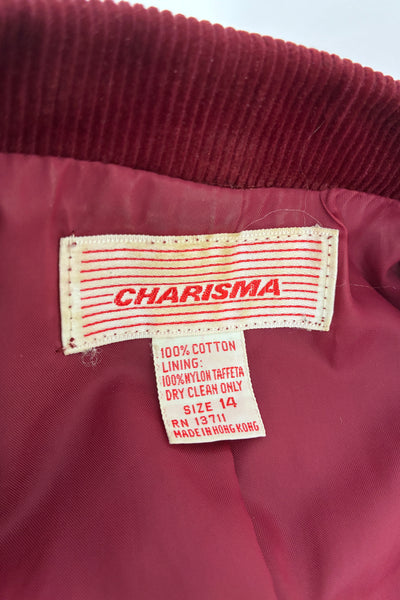 CHARISMA
100% COTTON
LINING:
100% NYLON TAFFETA
DRY CLEAN ONLY
SIZE 14
RN 13711
MADE IN HONG KONG